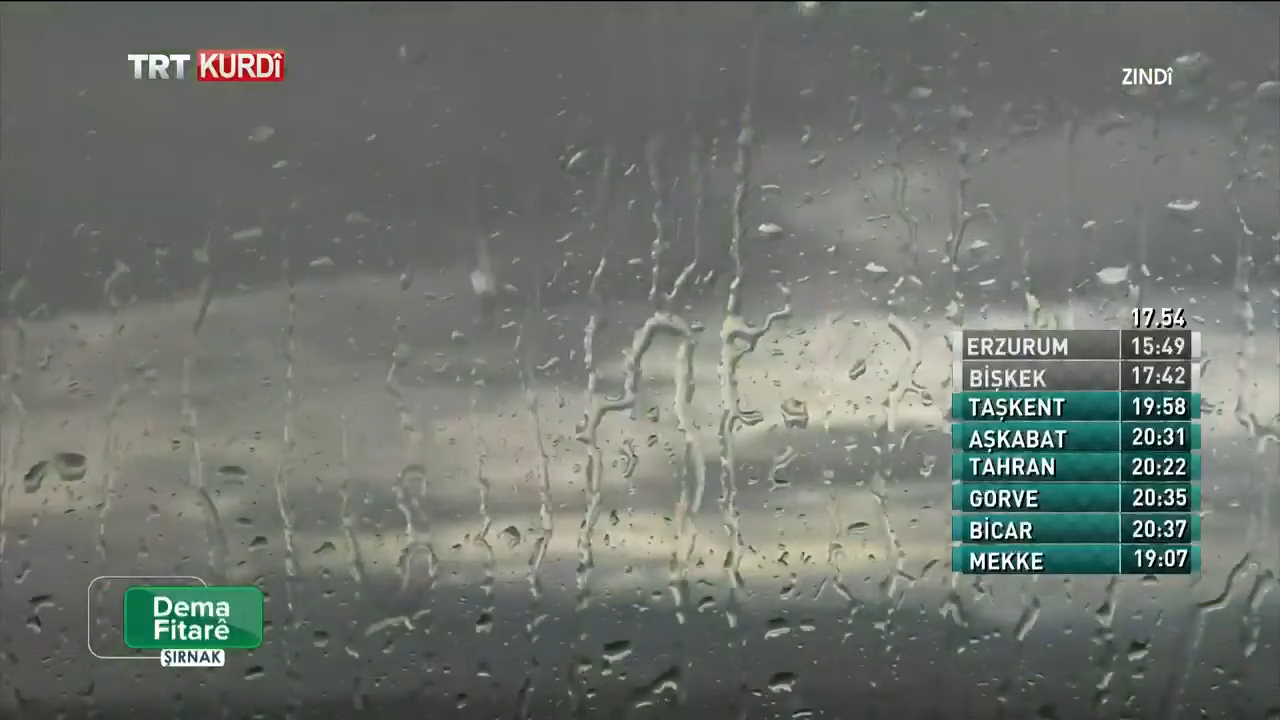 TRT KURDÎ
ZINDÎ
17.54
ERZURUM 15:49
BİŞKEK 17:42
TAŞKENT 19:58
AŞKABAT 20:31
TAHRAN 20:22
GORVE 20:35
BİCAR 20:37
MEKKE 19:07
Dema
Fitarê
ŞIRNAK